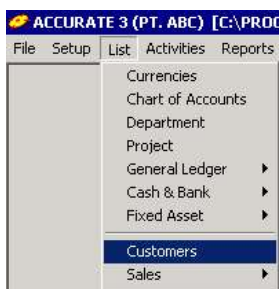 ACCURATE 3 (PT. ABC) [C:\PROG
File Setup List Activities Reports
Currencies
Chart of Accounts
Department
Project
General Ledger
Cash & Bank
Fixed Asset
Customers
Sales